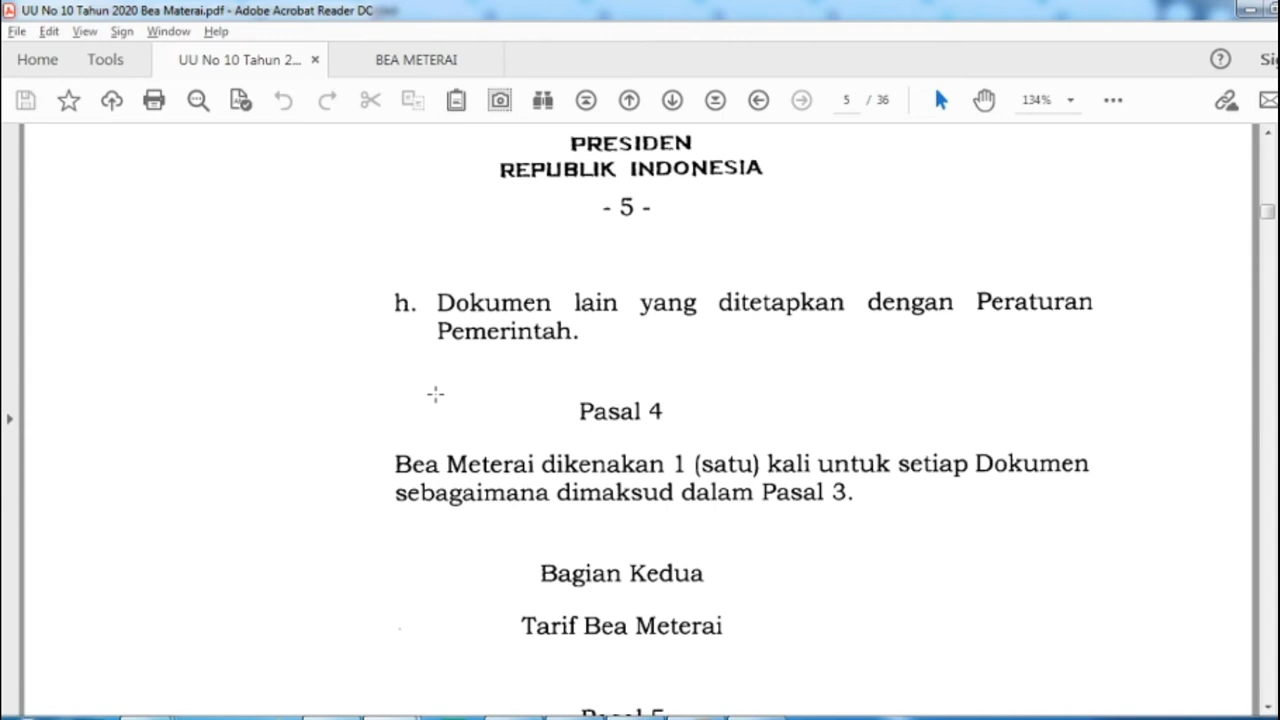 UU No 10 Tahun 2020 Bea Materai.pdf - Adobe Acrobat Reader DC
File Edit View Sign Window Help
Home Tools UU No 10 Tahun 2... × BEA METERAI
5 / 36 134%
PRESIDEN
REPUBLIK INDONESIA
- 5 -
h. Dokumen lain yang ditetapkan dengan Peraturan
Pemerintah.
Pasal 4
Bea Meterai dikenakan 1 (satu) kali untuk setiap Dokumen
sebagaimana dimaksud dalam Pasal 3.
Bagian Kedua
Tarif Bea Meterai
Pasal 5